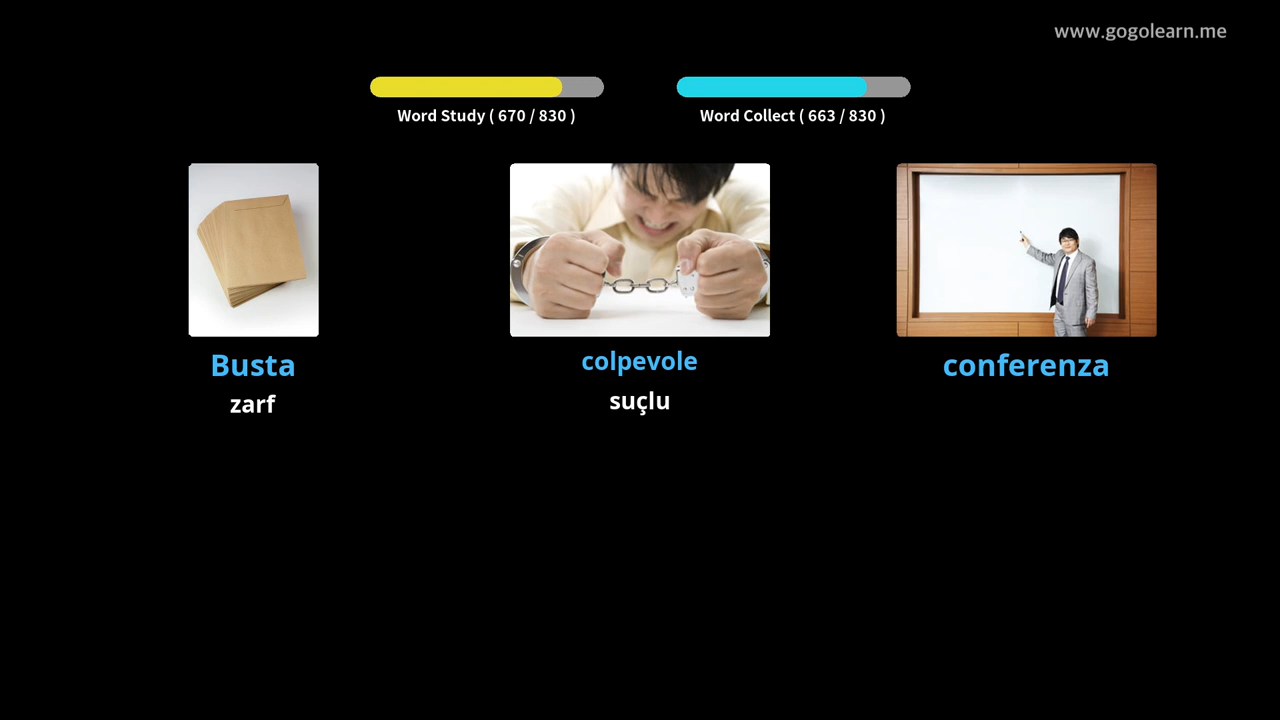 www.gogolearn.me
Word Study ( 670 / 830 )
Word Collect ( 663 / 830 )
Busta
zarf
colpevole
suçlu
conferenza